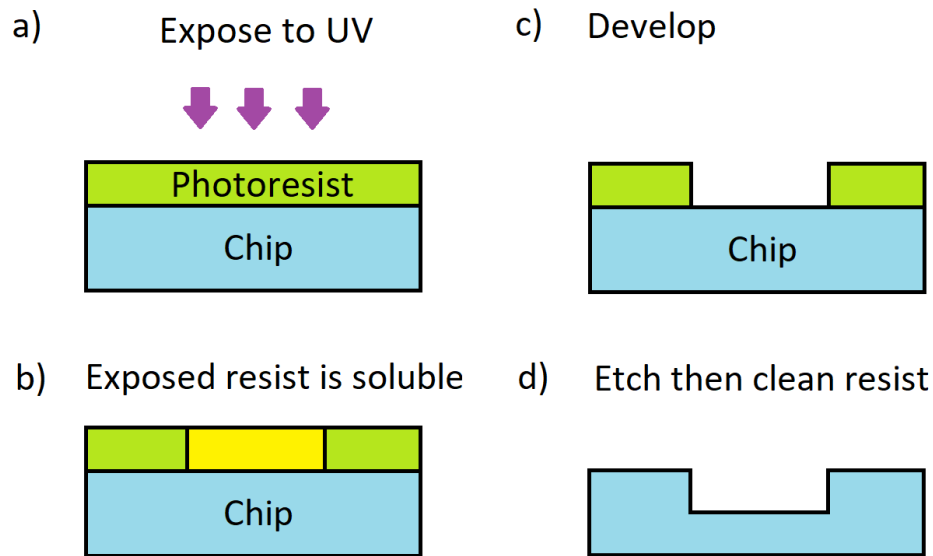 a) Expose to UV
Photoresist
Chip
b) Exposed resist is soluble
Chip
c) Develop
Chip
d) Etch then clean resist